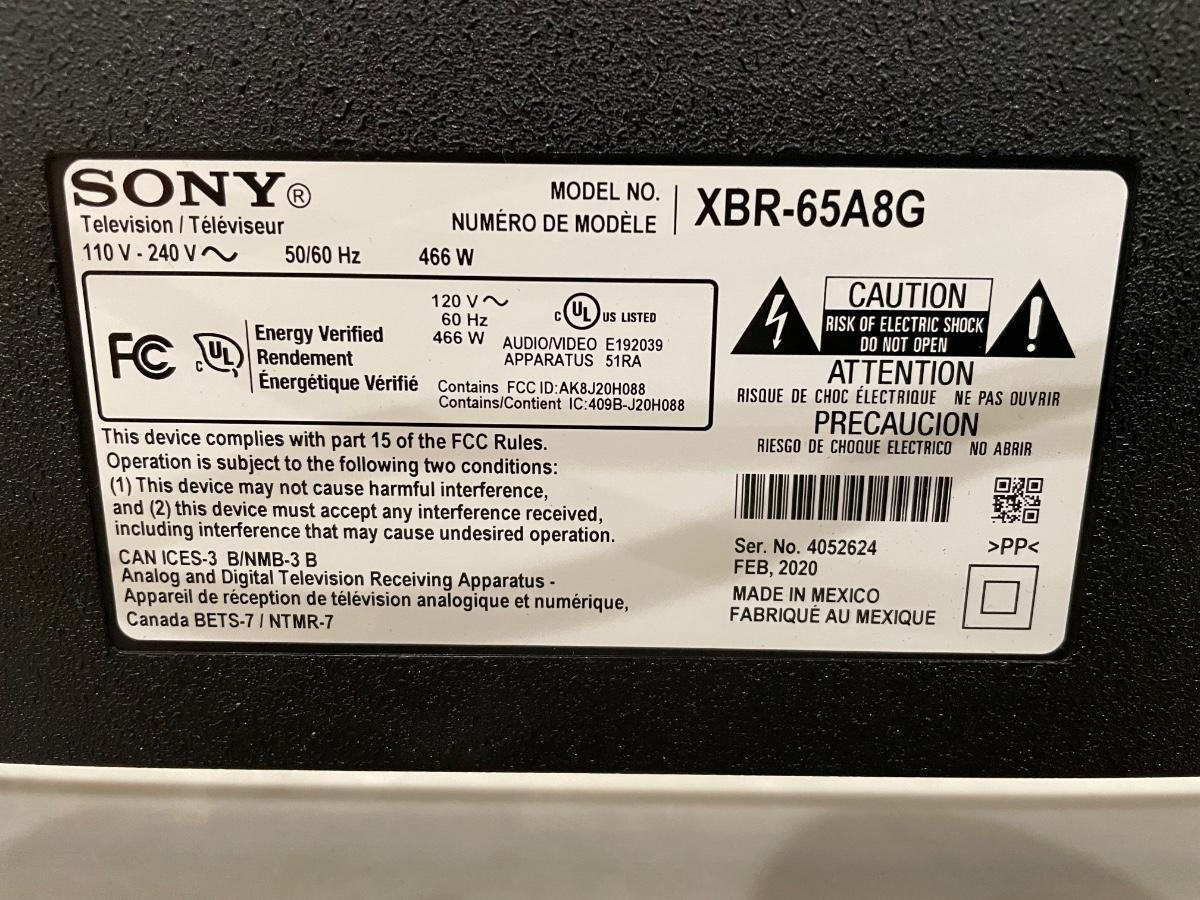 SONY®
Television / Téléviseur
MODEL NO.
NUMÉRO DE MODÈLE
XBR-65A8G
110 V - 240 V ~ 50/60 Hz 466 W
FC
Energy Verified
Rendement
Énergétique Vérifié
120 V ~
60 Hz
466 W
C UL US LISTED
AUDIO/VIDEO E192039
APPARATUS 51RA
C UL
Contains FCC ID:AK8J20H088
Contains/Contient IC:409B-J20H088
This device complies with part 15 of the FCC Rules.
Operation is subject to the following two conditions:
(1) This device may not cause harmful interference,
and (2) this device must accept any interference received,
including interference that may cause undesired operation.
CAN ICES-3 B/NMB-3 B
Analog and Digital Television Receiving Apparatus -
Appareil de réception de télévision analogique et numérique,
Canada BETS-7 / NTMR-7
CAUTION
RISK OF ELECTRIC SHOCK
DO NOT OPEN
ATTENTION
RISQUE DE CHOC ÉLECTRIQUE NE PAS OUVRIR
PRECAUCION
RIESGO DE CHOQUE ELECTRICO NO ABRIR
Ser. No. 4052624
FEB, 2020
>PP<
MADE IN MEXICO
FABRIQUÉ AU MEXIQUE